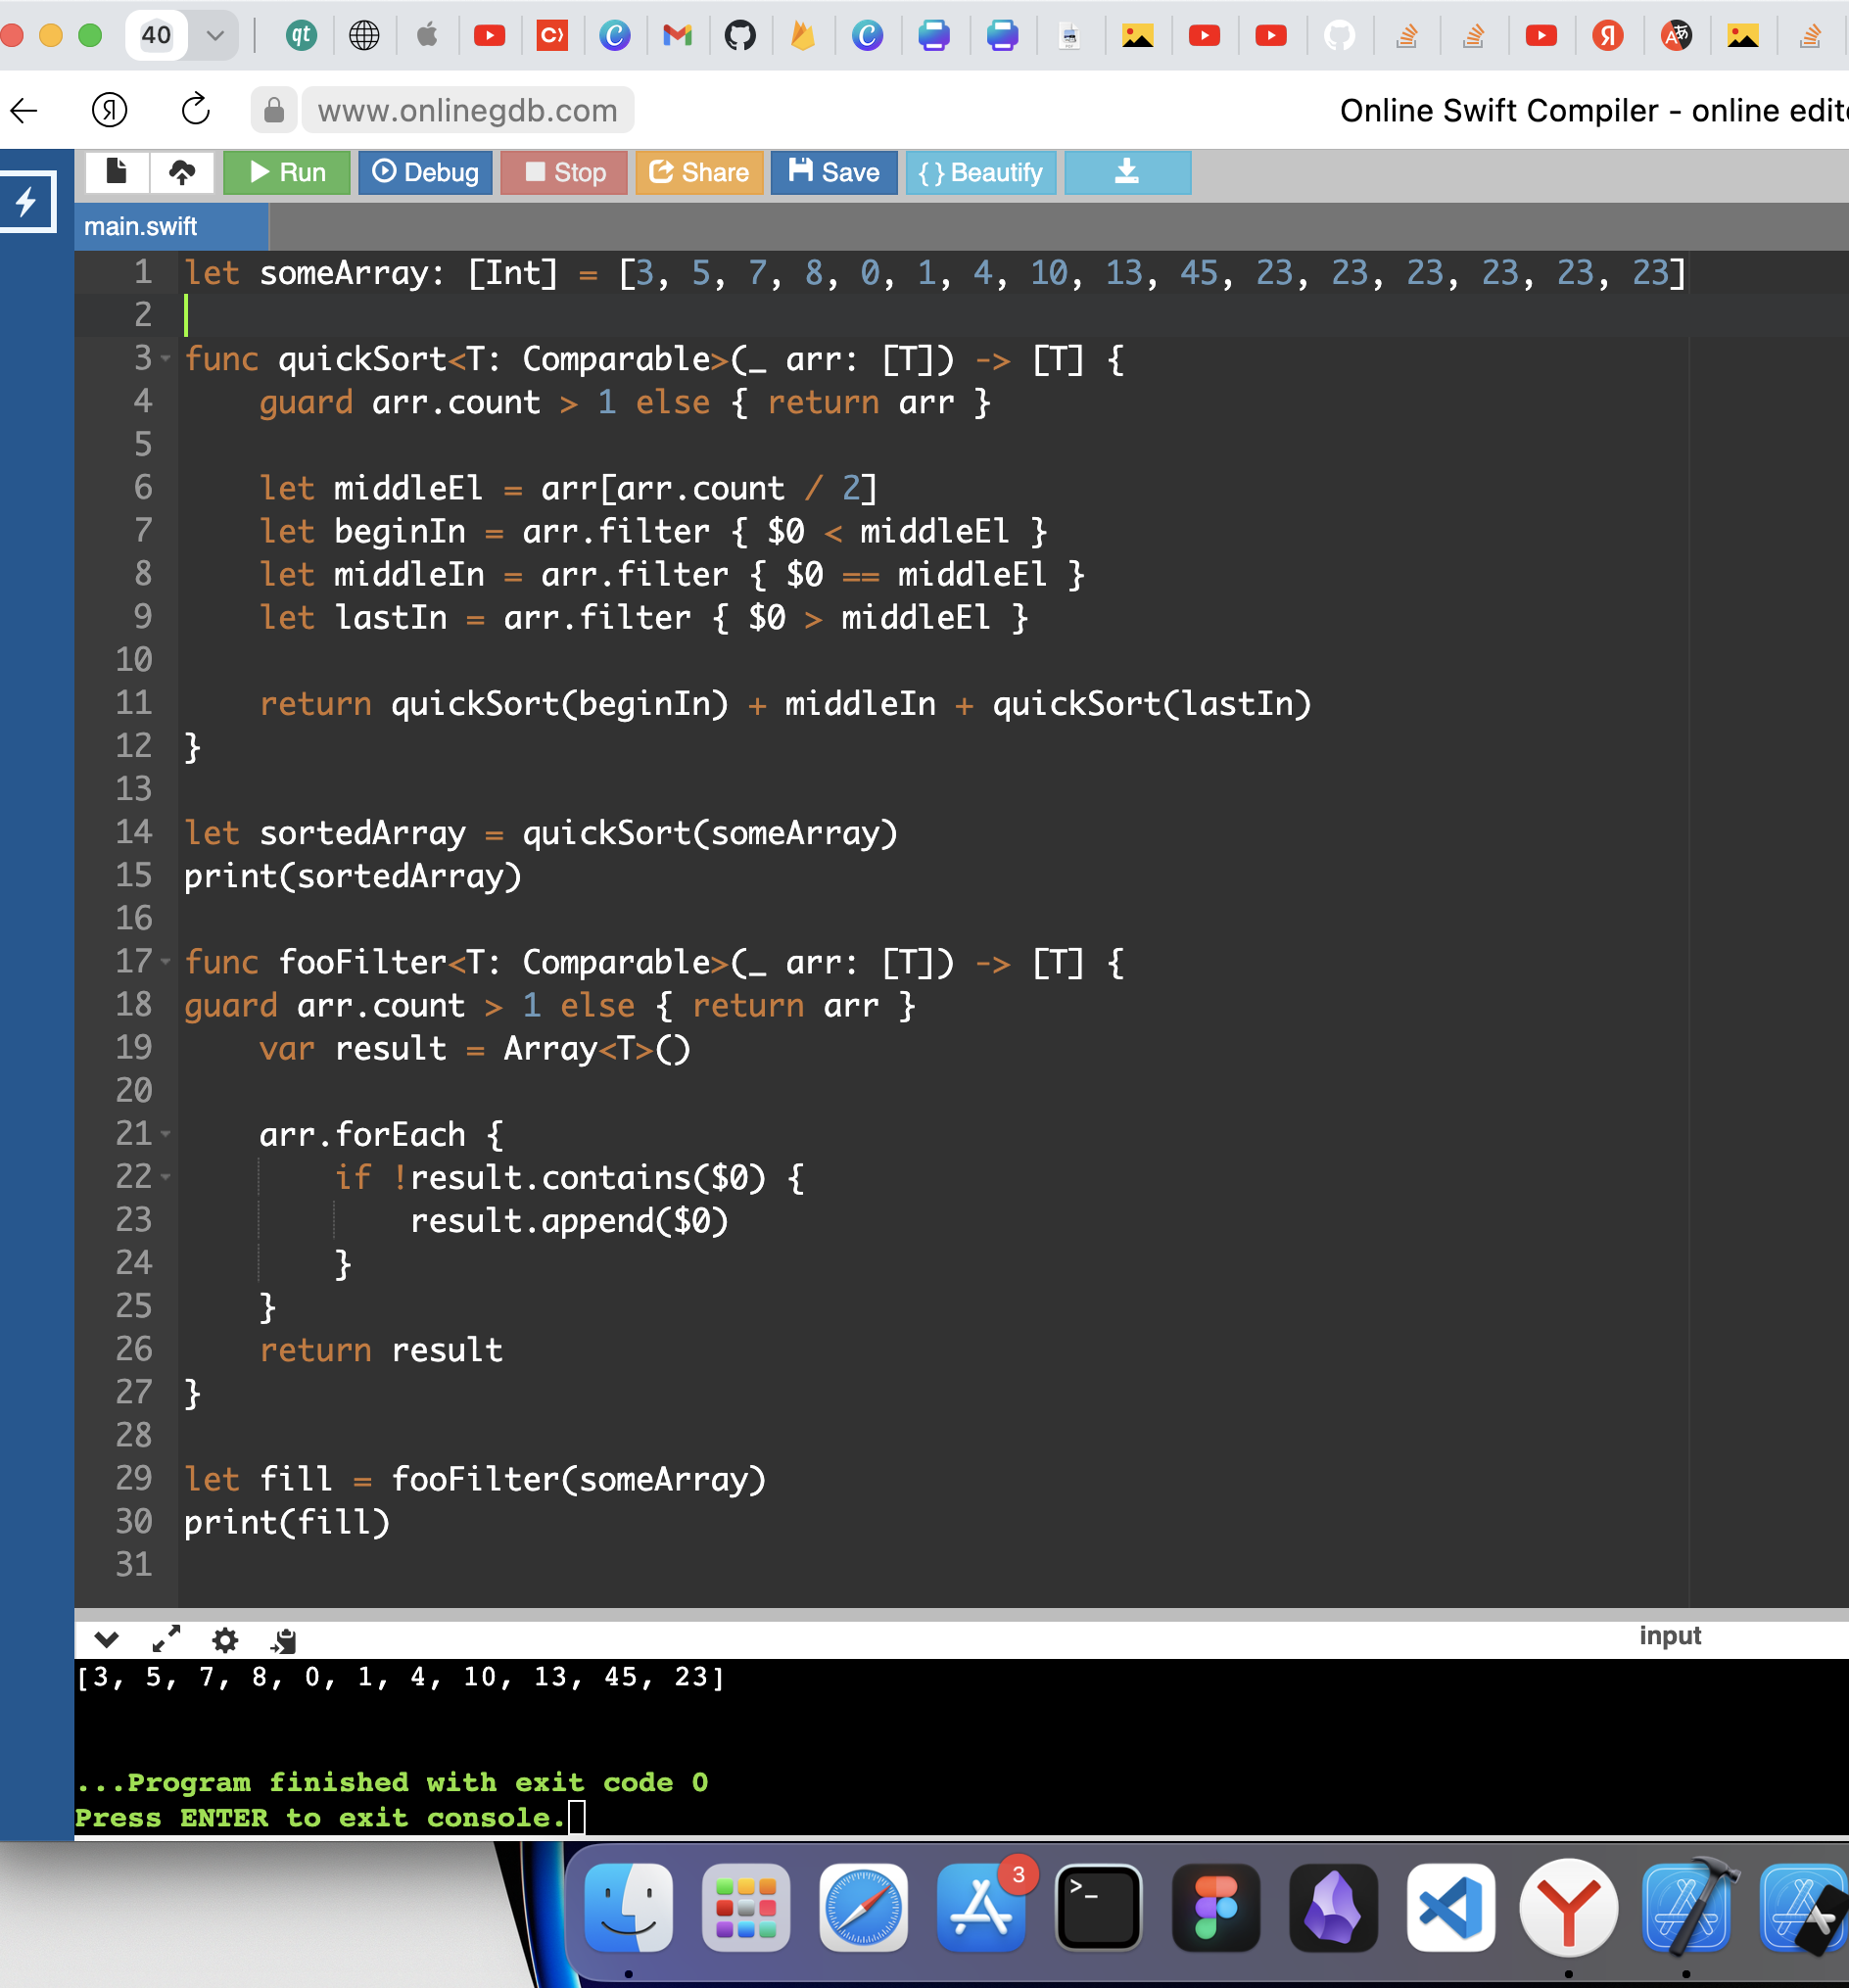 40
qt
www.onlinegdb.com
Online Swift Compiler - online edit
Run Debug Stop Share Save { } Beautify
main.swift
1 let someArray: [Int] = [3, 5, 7, 8, 0, 1, 4, 10, 13, 45, 23, 23, 23, 23, 23, 23]
2
3 func quickSort<T: Comparable>(_ arr: [T]) -> [T] {
4 guard arr.count > 1 else { return arr }
5
6 let middleEl = arr[arr.count / 2]
7 let beginIn = arr.filter { $0 < middleEl }
8 let middleIn = arr.filter { $0 == middleEl }
9 let lastIn = arr.filter { $0 > middleEl }
10
11 return quickSort(beginIn) + middleIn + quickSort(lastIn)
12 }
13
14 let sortedArray = quickSort(someArray)
15 print(sortedArray)
16
17 func fooFilter<T: Comparable>(_ arr: [T]) -> [T] {
18 guard arr.count > 1 else { return arr }
19 var result = Array<T>()
20
21 arr.forEach {
22 if !result.contains($0) {
23 result.append($0)
24 }
25 }
26 return result
27 }
28
29 let fill = fooFilter(someArray)
30 print(fill)
31
input
[3, 5, 7, 8, 0, 1, 4, 10, 13, 45, 23]
...Program finished with exit code 0
Press ENTER to exit console.
3